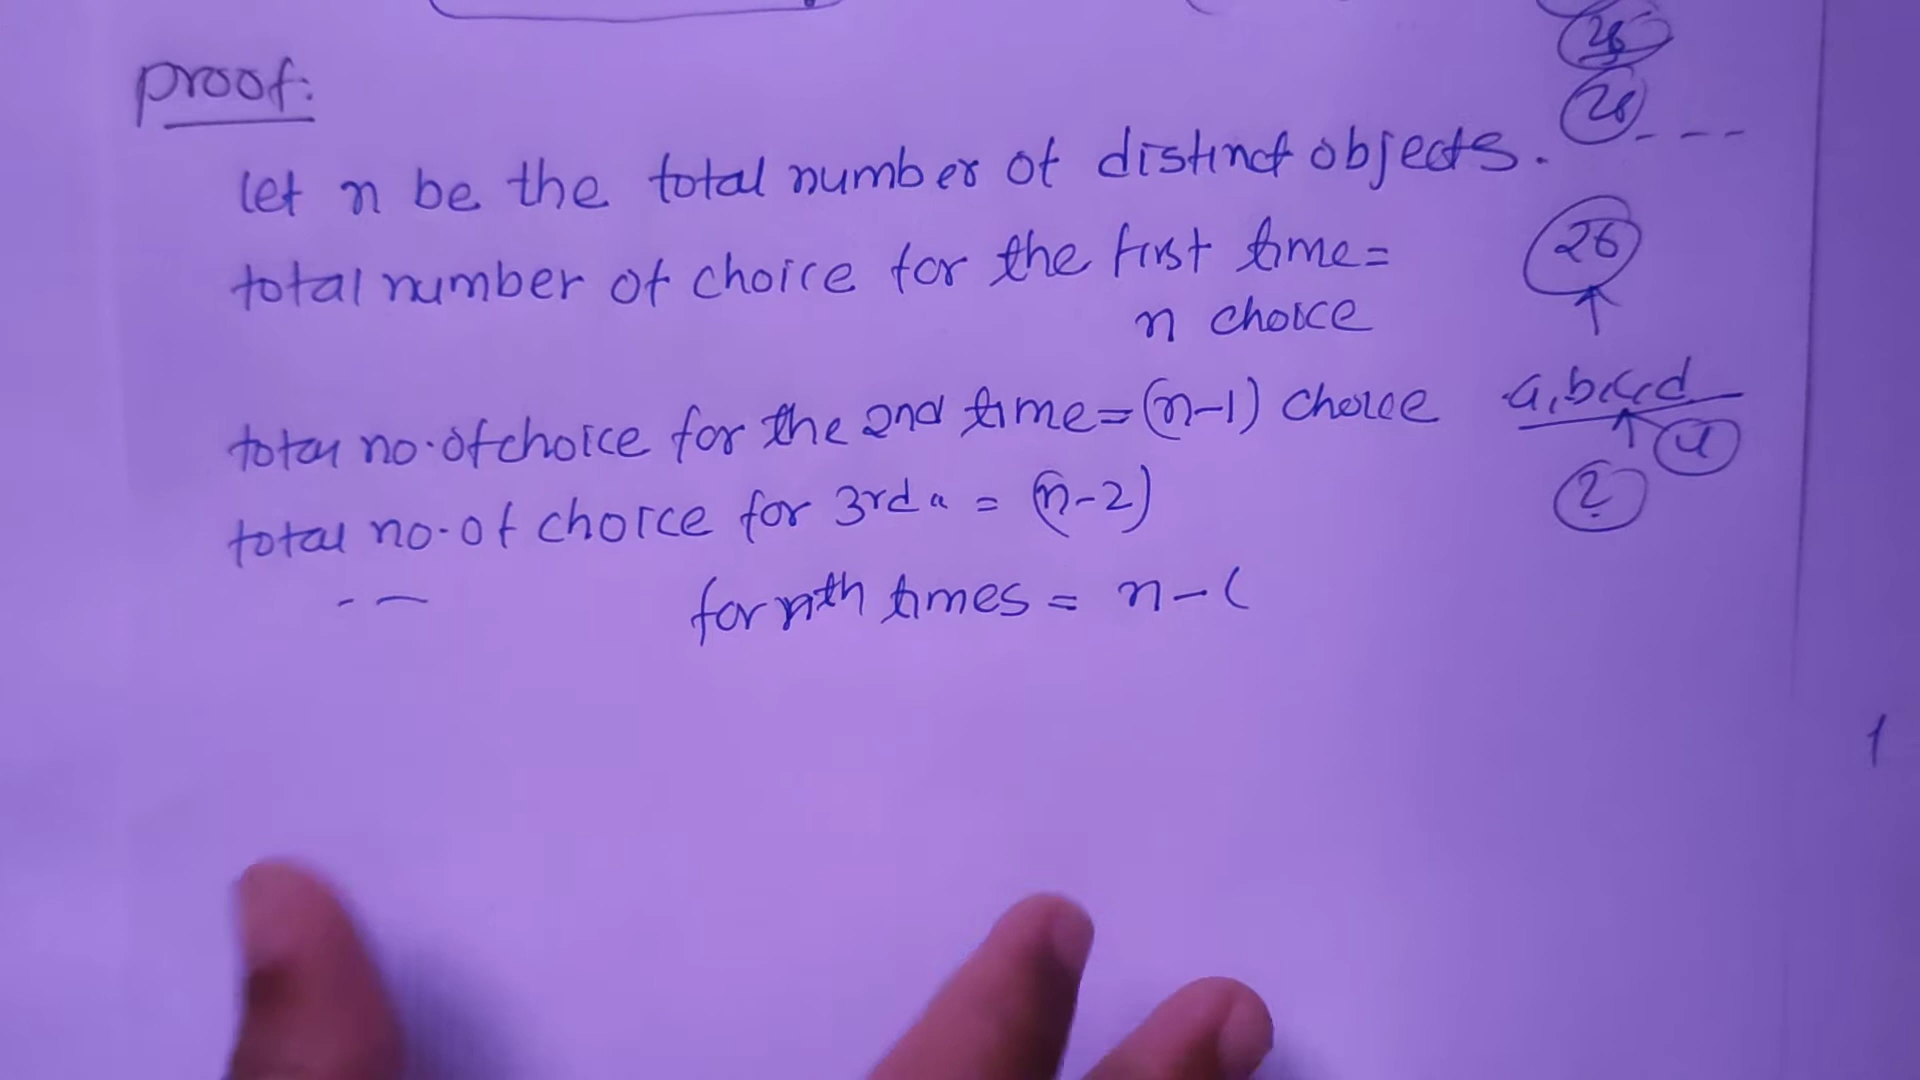 proof:
let n be the total number of distinct objects.
total number of choice for the first time =
n choice
total no. of choice for the 2nd time = (n-1) choice
total no. of choice for 3rd " = (n-2)
-- for nth times = n-(
28
26
a,b,c,d
4
?
1